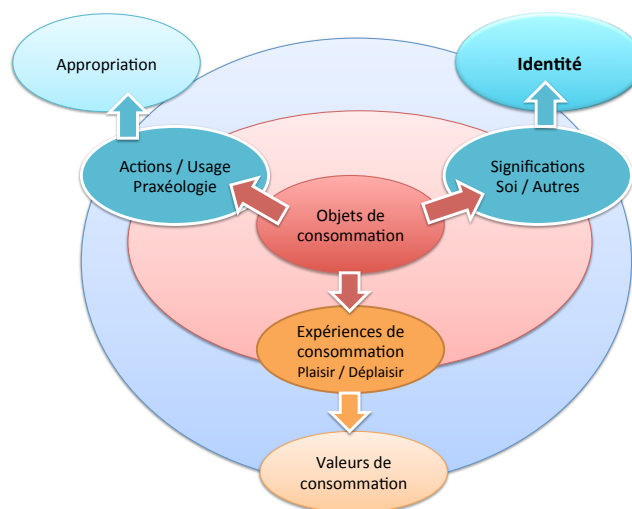 Appropriation
Identité
Actions / Usage
Praxéologie
Significations
Soi / Autres
Objets de
consommation
Expériences de
consommation
Plaisir / Déplaisir
Valeurs de
consommation